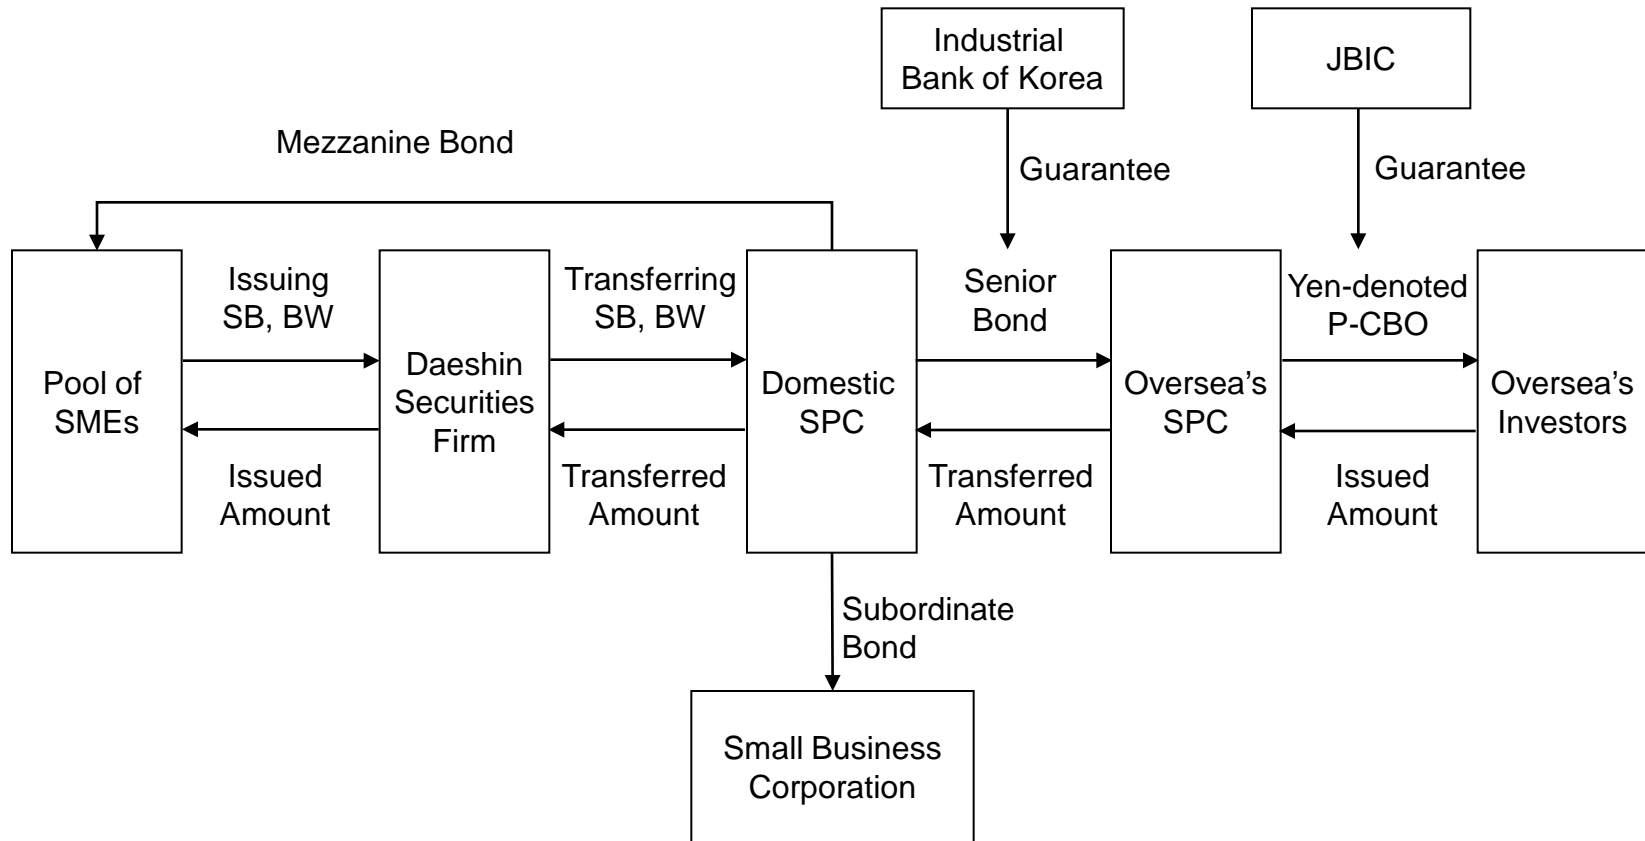 Industrial
Bank of Korea
JBIC
Mezzanine Bond
Guarantee
Guarantee
Pool of
SMEs
Issuing
SB, BW
Issued
Amount
Daeshin
Securities
Firm
Transferring
SB, BW
Transferred
Amount
Domestic
SPC
Senior
Bond
Transferred
Amount
Oversea’s
SPC
Yen-denoted
P-CBO
Issued
Amount
Oversea’s
Investors
Subordinate
Bond
Small Business
Corporation